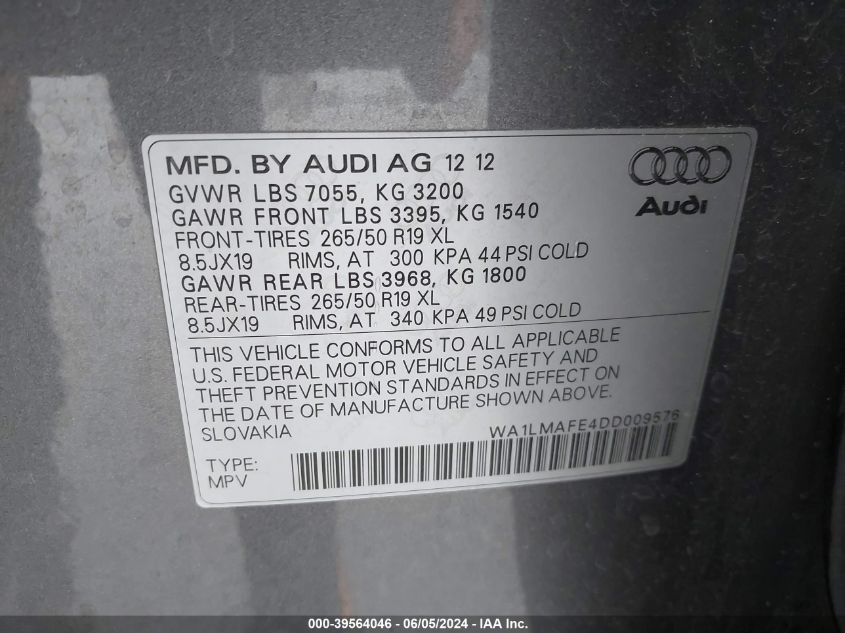 MFD. BY AUDI AG 12 12
Audi
GVWR LBS 7055, KG 3200
GAWR FRONT LBS 3395, KG 1540
FRONT-TIRES 265/50 R19 XL
8.5JX19 RIMS, AT 300 KPA 44 PSI COLD
GAWR REAR LBS 3968, KG 1800
REAR-TIRES 265/50 R19 XL
8.5JX19 RIMS, AT 340 KPA 49 PSI COLD
THIS VEHICLE CONFORMS TO ALL APPLICABLE
U.S. FEDERAL MOTOR VEHICLE SAFETY AND
THEFT PREVENTION STANDARDS IN EFFECT ON
THE DATE OF MANUFACTURE SHOWN ABOVE.
SLOVAKIA WA1LMAFE4DD009576
TYPE:
MPV
000-39564046 - 06/05/2024 - IAA Inc.